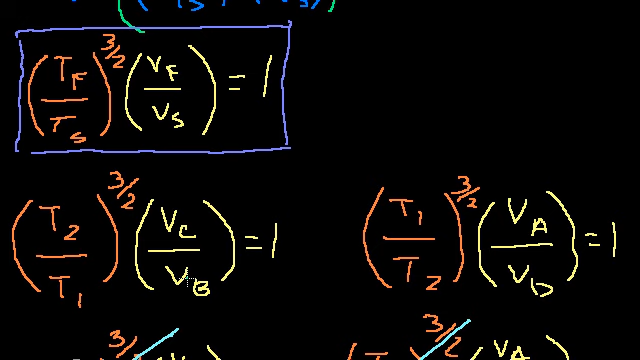 (T_F/T_S)^3/2 (V_F/V_S) = 1
(T_2/T_1)^3/2 (V_C/V_B) = 1
(T_1/T_2)^3/2 (V_A/V_D) = 1